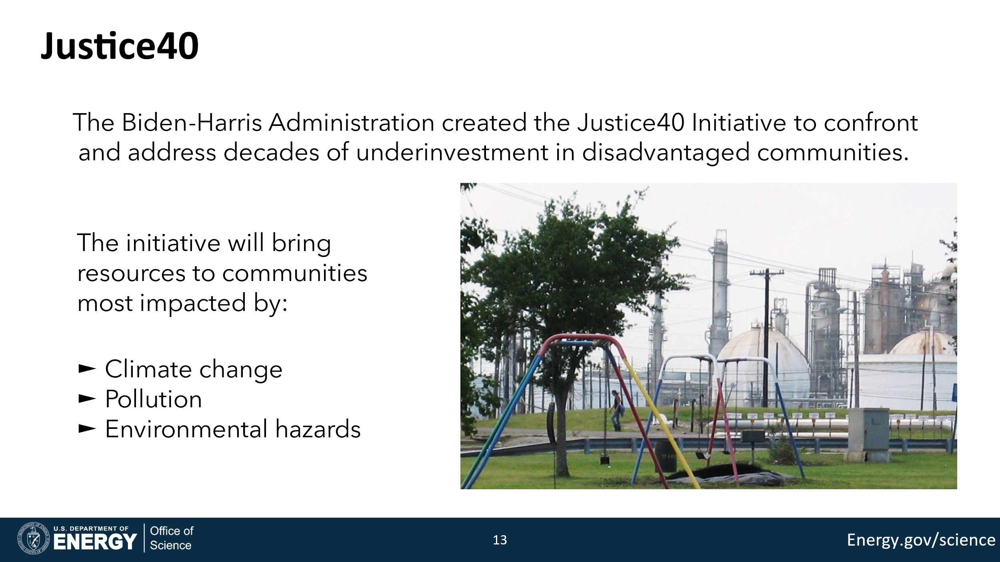 Justice40
The Biden-Harris Administration created the Justice40 Initiative to confront
and address decades of underinvestment in disadvantaged communities.
The initiative will bring
resources to communities
most impacted by:
► Climate change
► Pollution
► Environmental hazards
U.S. DEPARTMENT OF
ENERGY
Office of
Science
13
Energy.gov/science